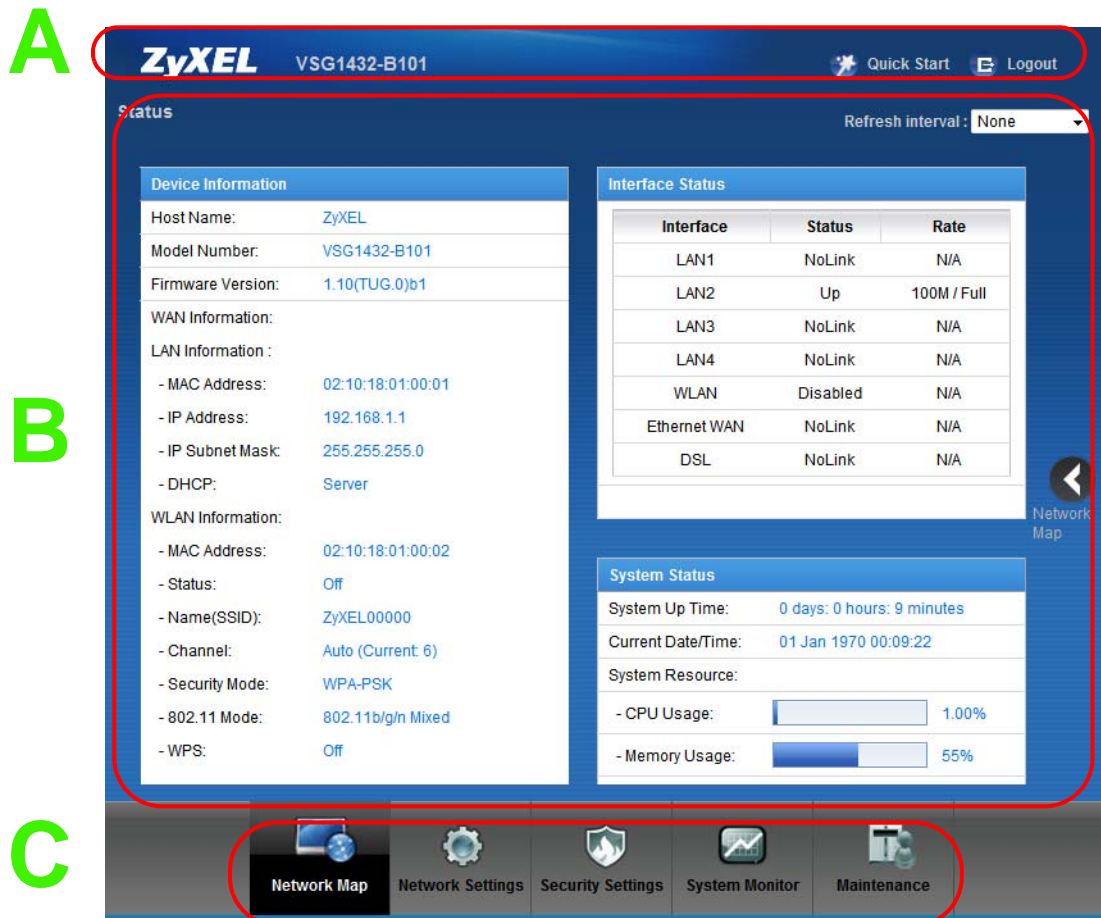 A
ZyXEL VSG1432-B101 Quick Start Logout
Status
Refresh interval : None
B
Device Information
Host Name: ZyXEL
Model Number: VSG1432-B101
Firmware Version: 1.10(TUG.0)b1
WAN Information:
LAN Information :
- MAC Address: 02:10:18:01:00:01
- IP Address: 192.168.1.1
- IP Subnet Mask: 255.255.255.0
- DHCP: Server
WLAN Information:
- MAC Address: 02:10:18:01:00:02
- Status: Off
- Name(SSID): ZyXEL00000
- Channel: Auto (Current: 6)
- Security Mode: WPA-PSK
- 802.11 Mode: 802.11b/g/n Mixed
- WPS: Off
Interface Status
Interface Status Rate
LAN1 NoLink N/A
LAN2 Up 100M / Full
LAN3 NoLink N/A
LAN4 NoLink N/A
WLAN Disabled N/A
Ethernet WAN NoLink N/A
DSL NoLink N/A
Network
Map
System Status
System Up Time: 0 days: 0 hours: 9 minutes
Current Date/Time: 01 Jan 1970 00:09:22
System Resource:
- CPU Usage: 1.00%
- Memory Usage: 55%
C
Network Map Network Settings Security Settings System Monitor Maintenance